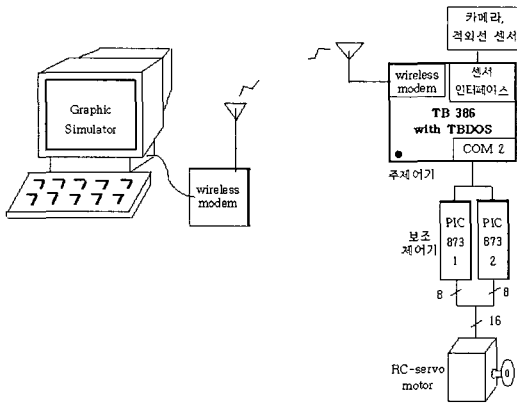 Graphic
Simulator
wireless
modem
카메라,
적외선 센서
wireless
modem
센서
인터페이스
TB 386
with TBDOS
COM 2
주제어기
보조
제어기
PIC
873
1
PIC
873
2
8
8
16
RC-servo
motor